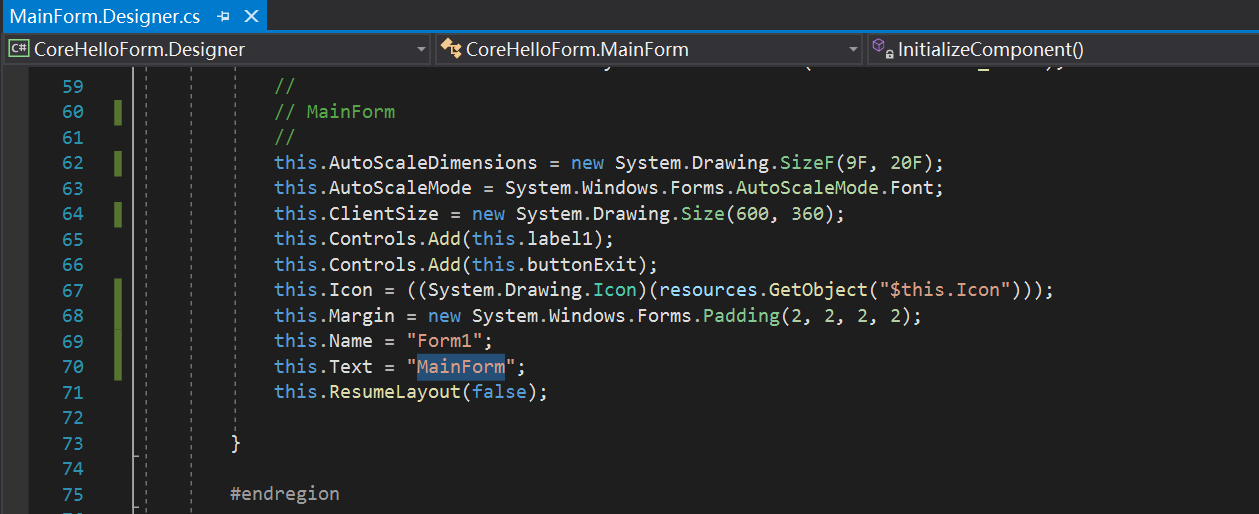 MainForm.Designer.cs
C# CoreHelloForm.Designer
CoreHelloForm.MainForm
InitializeComponent()
59 //
60 // MainForm
61 //
62 this.AutoScaleDimensions = new System.Drawing.SizeF(9F, 20F);
63 this.AutoScaleMode = System.Windows.Forms.AutoScaleMode.Font;
64 this.ClientSize = new System.Drawing.Size(600, 360);
65 this.Controls.Add(this.label1);
66 this.Controls.Add(this.buttonExit);
67 this.Icon = ((System.Drawing.Icon)(resources.GetObject("$this.Icon")));
68 this.Margin = new System.Windows.Forms.Padding(2, 2, 2, 2);
69 this.Name = "Form1";
70 this.Text = "MainForm";
71 this.ResumeLayout(false);
72
73 }
74
75 #endregion